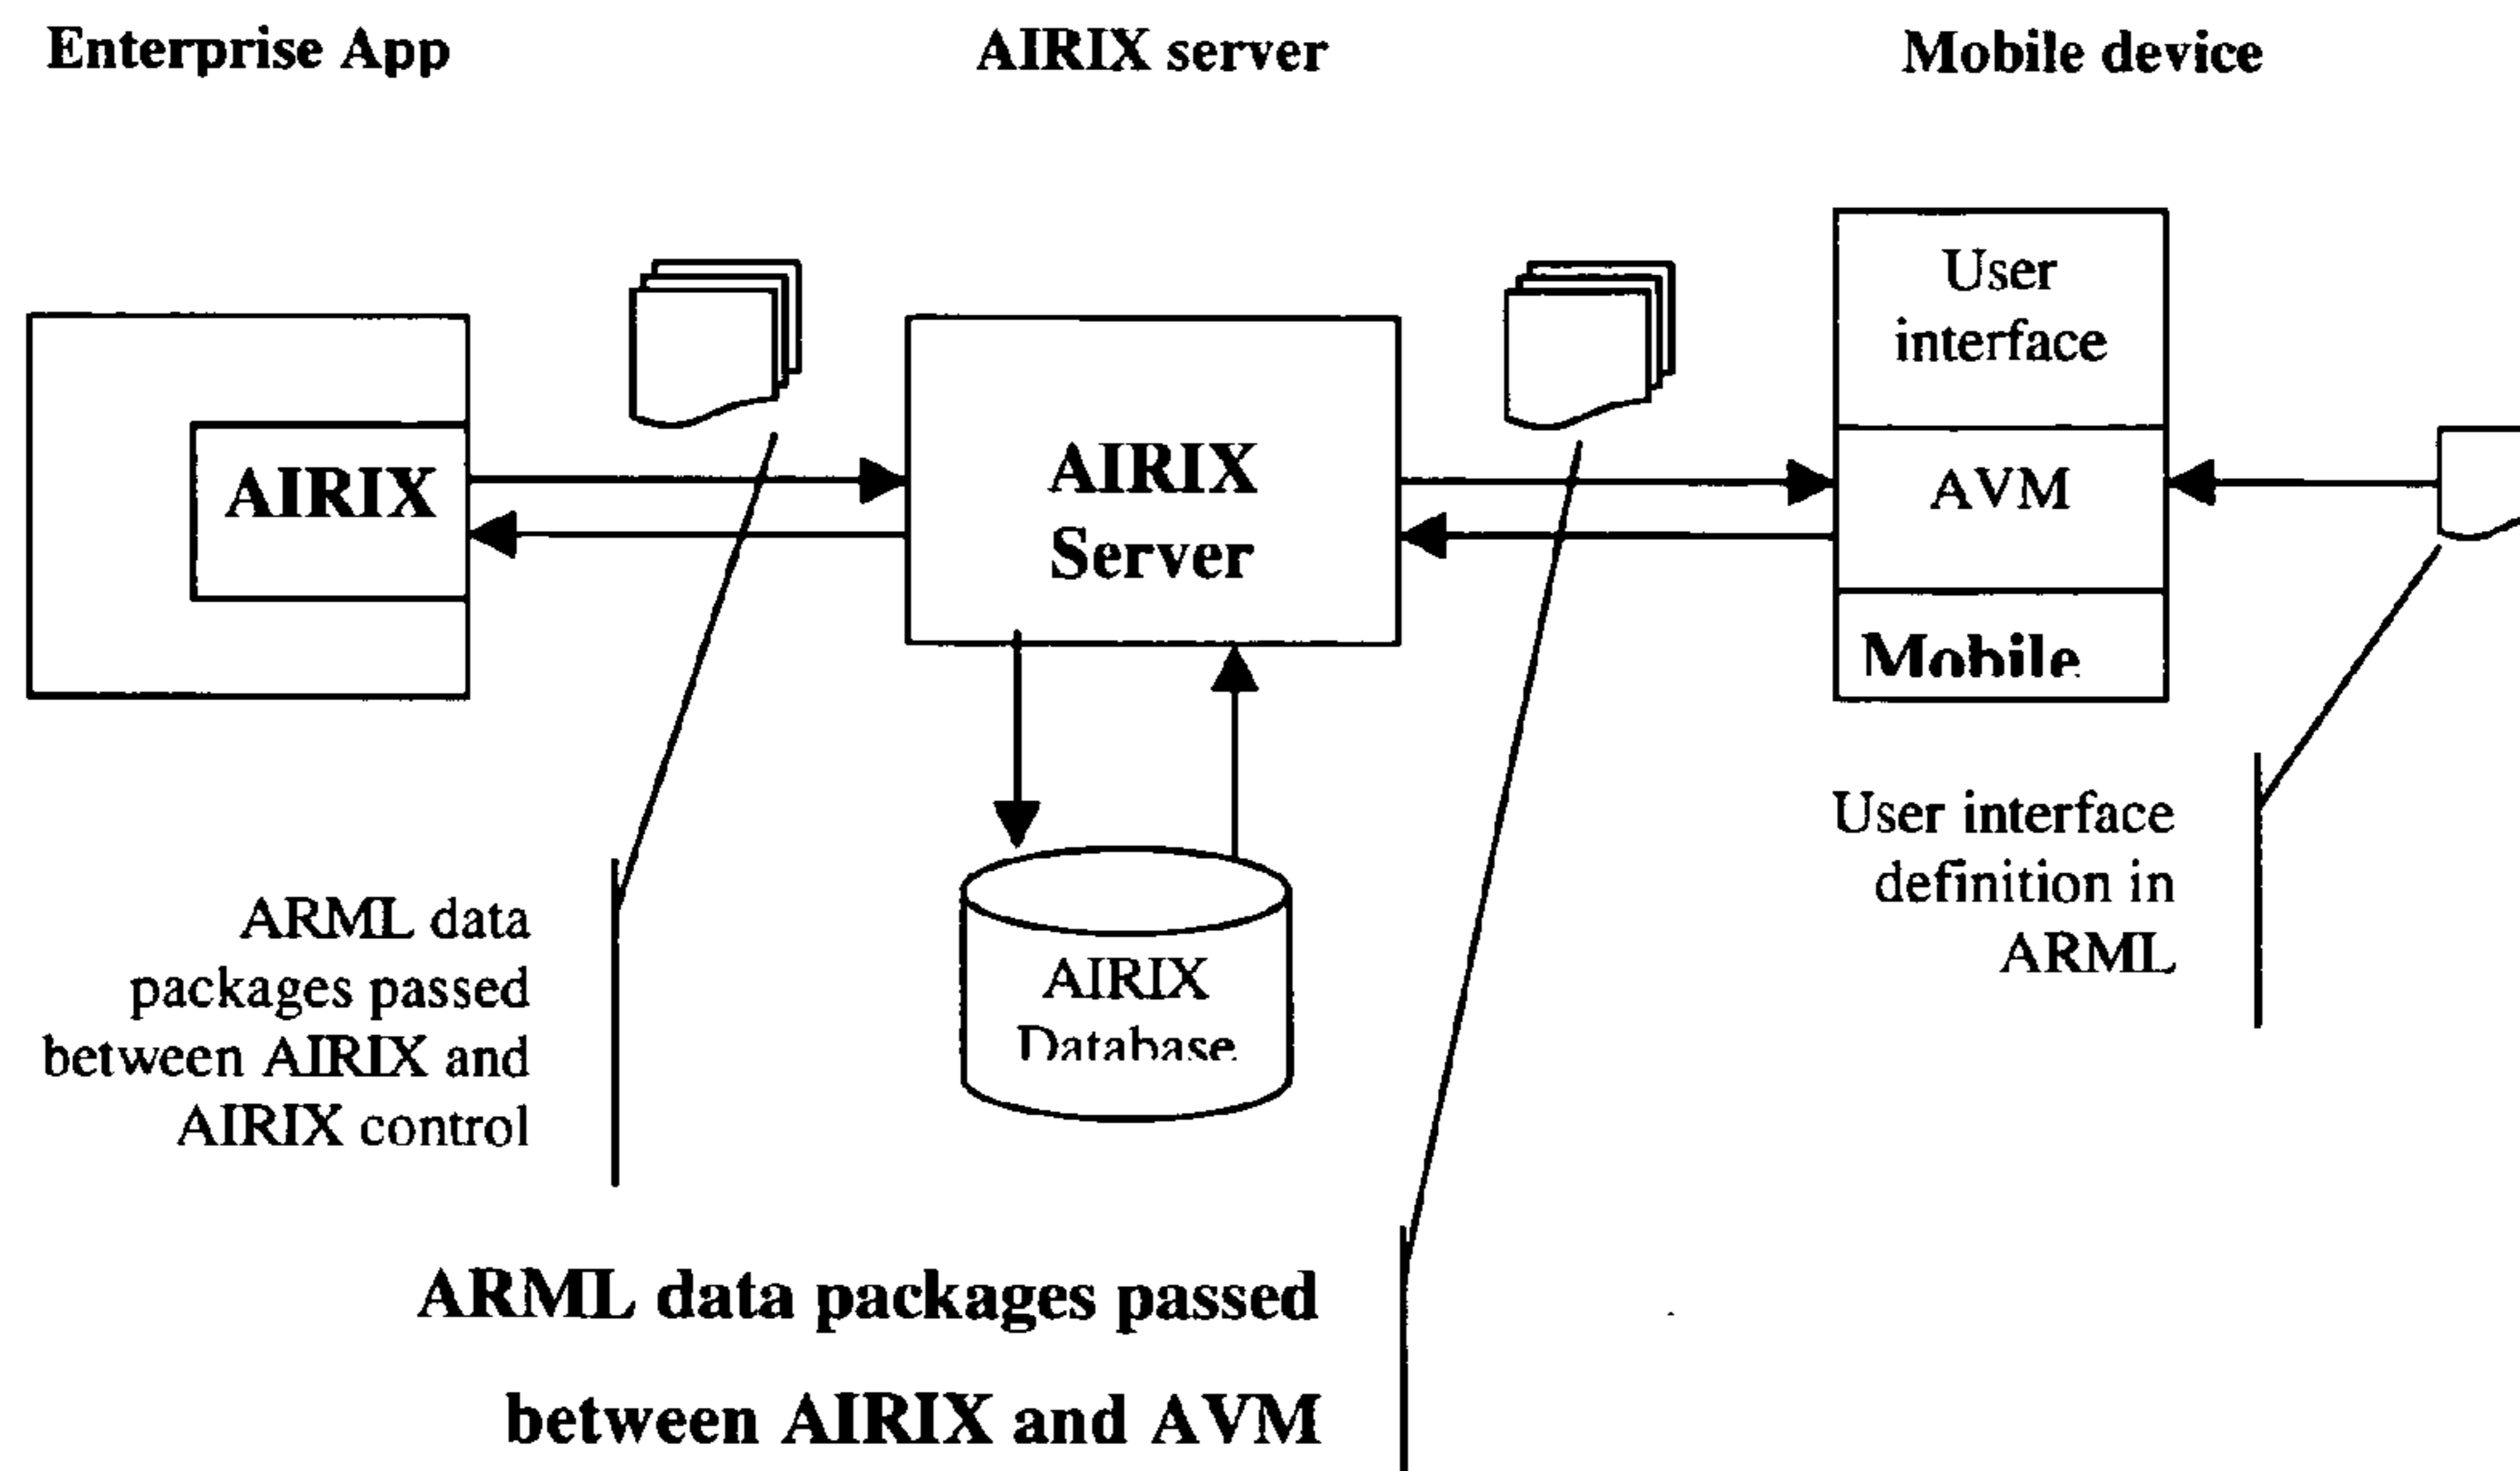 Enterprise App
AIRIX server
Mobile device
AIRIX
AIRIX
Server
User
interface
AVM
Mobile
AIRIX
Database
ARML data
packages passed
between AIRIX and
AIRIX control
User interface
definition in
ARML
ARML data packages passed
between AIRIX and AVM